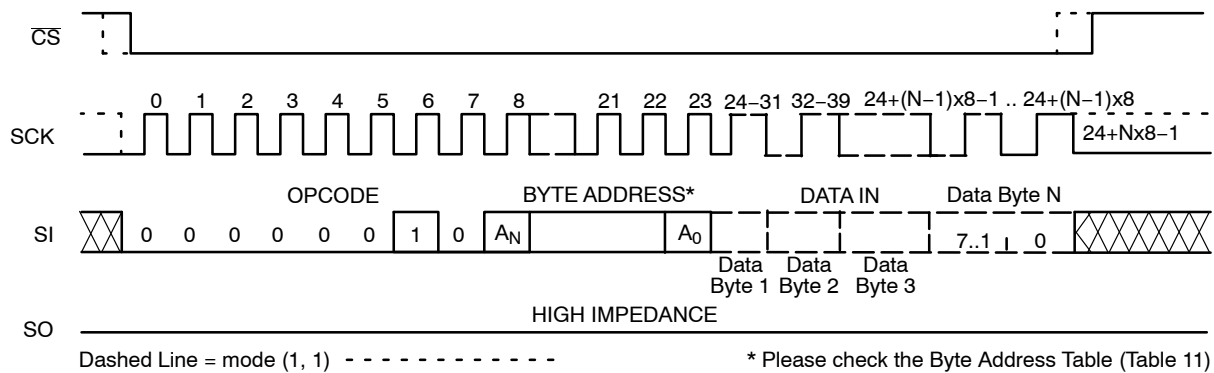 CS
0 1 2 3 4 5 6 7 8 21 22 23 24−31 32−39 24+(N−1)x8−1 .. 24+(N−1)x8
SCK
24+Nx8−1
OPCODE BYTE ADDRESS* DATA IN Data Byte N
SI
0 0 0 0 0 0 1 0 AN A0 7..1 0
Data Byte 1
Data Byte 2
Data Byte 3
HIGH IMPEDANCE
SO
Dashed Line = mode (1, 1)
* Please check the Byte Address Table (Table 11)